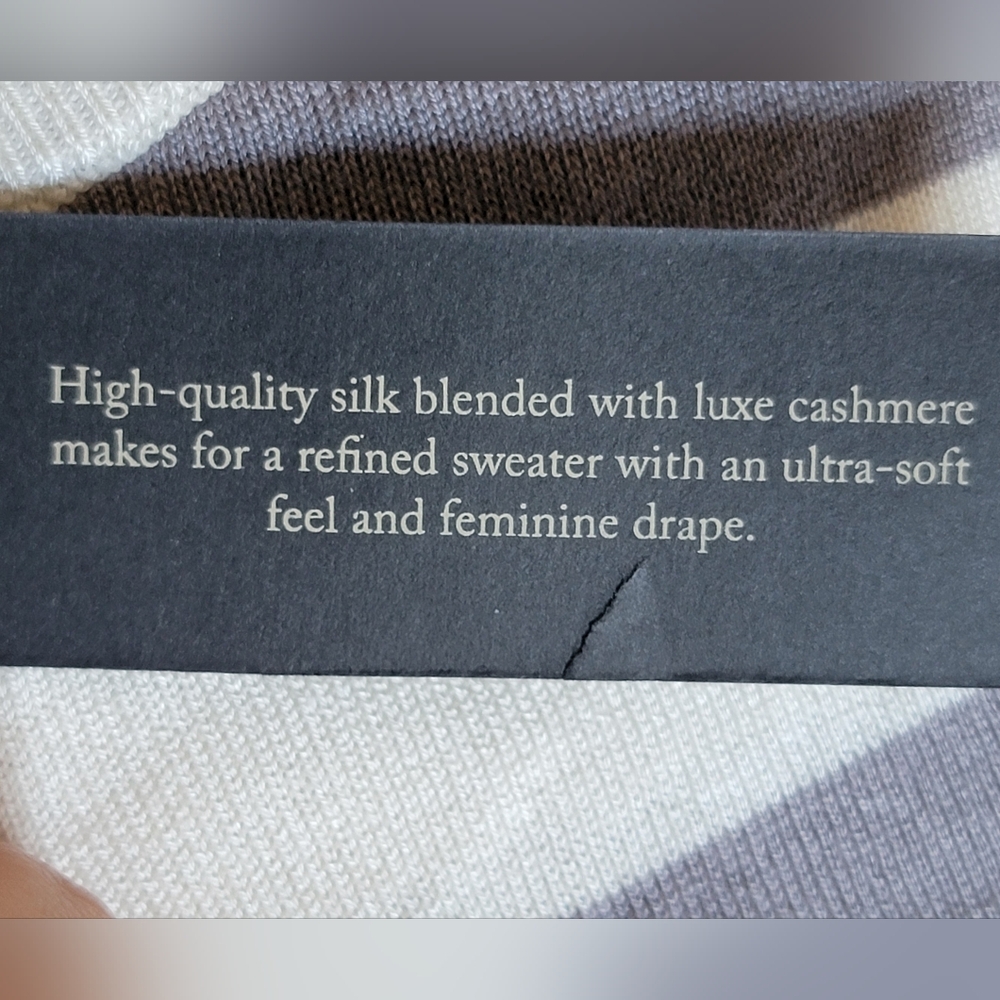 High-quality silk blended with luxe cashmere
makes for a refined sweater with an ultra-soft
feel and feminine drape.